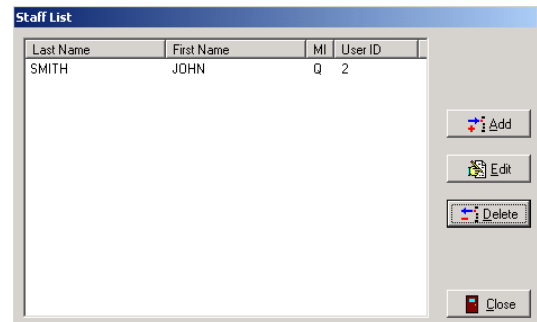 Staff List
Last Name First Name MI User ID
SMITH JOHN Q 2
Add
Edit
Delete
Close